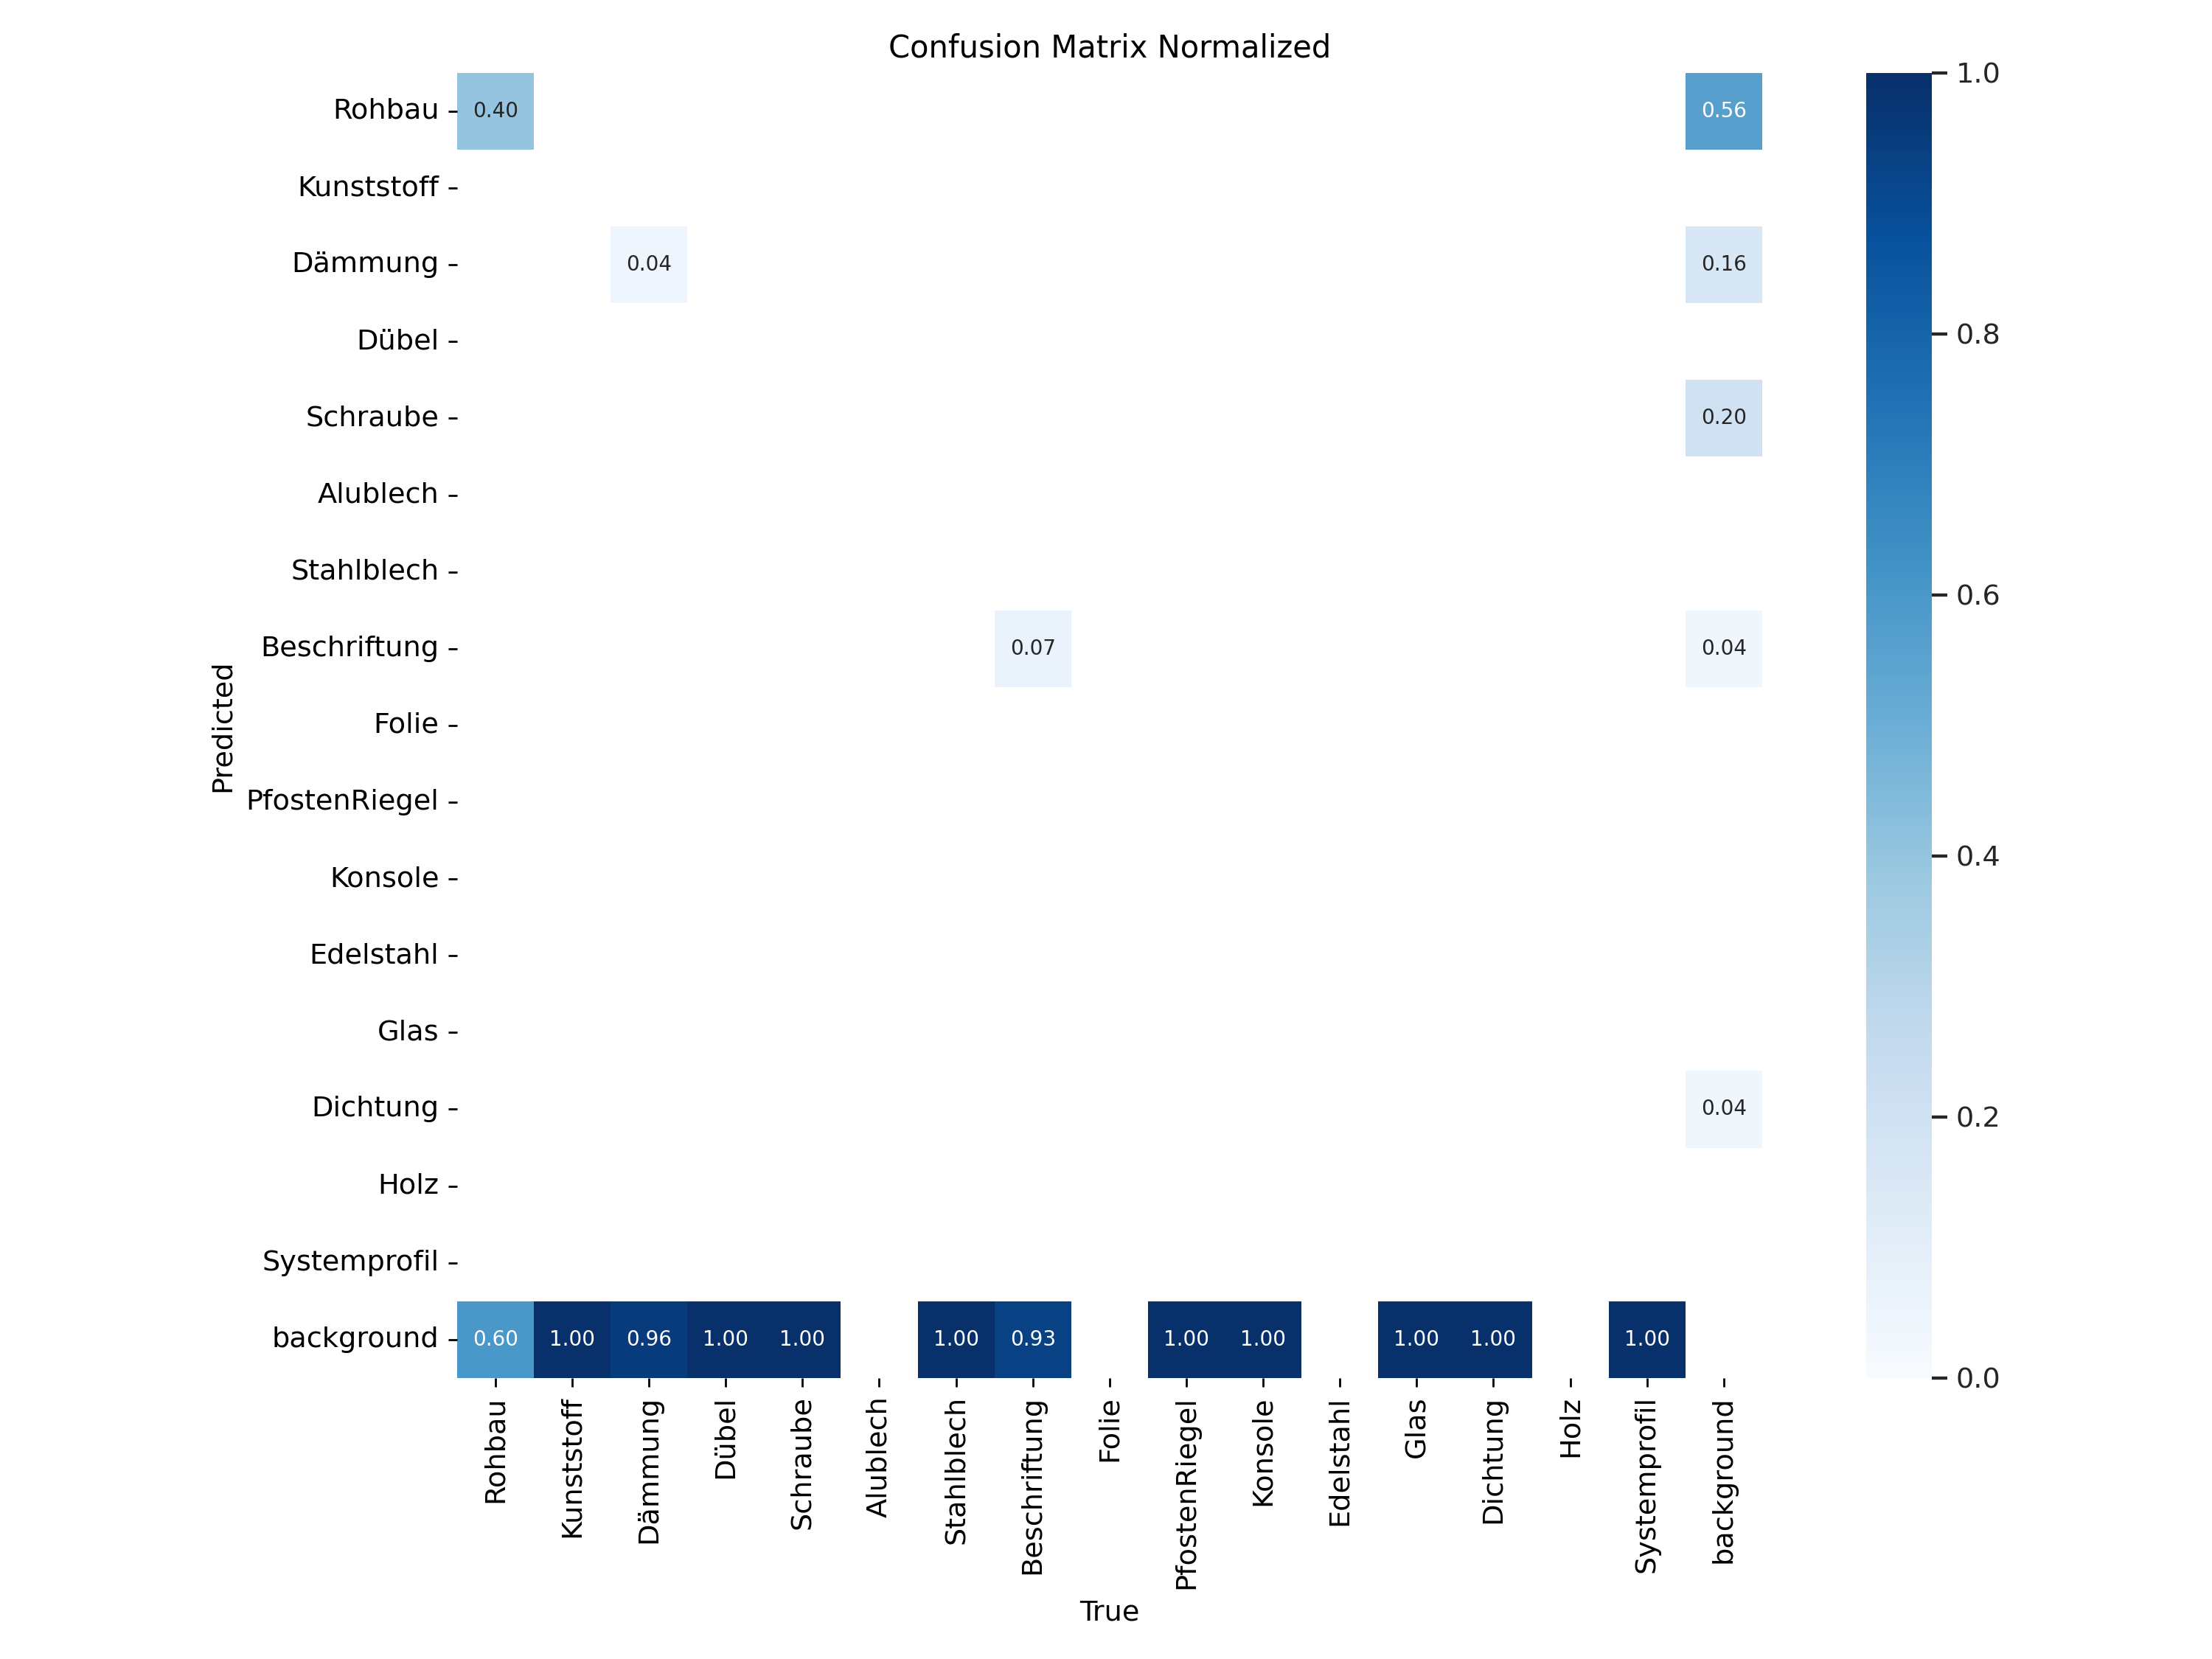 Confusion Matrix Normalized
Rohbau
0.40
0.56
Kunststoff
Dämmung
0.04
0.16
Dübel
Schraube
0.20
Alublech
Stahlblech
Beschriftung
0.07
0.04
Folie
PfostenRiegel
Konsole
Edelstahl
Glas
Dichtung
0.04
Holz
Systemprofil
background
0.60
1.00
0.96
1.00
1.00
1.00
0.93
1.00
1.00
1.00
1.00
1.00
Predicted
Rohbau
Kunststoff
Dämmung
Dübel
Schraube
Alublech
Stahlblech
Beschriftung
Folie
PfostenRiegel
Konsole
Edelstahl
Glas
Dichtung
Holz
Systemprofil
background
True
1.0
0.8
0.6
0.4
0.2
0.0